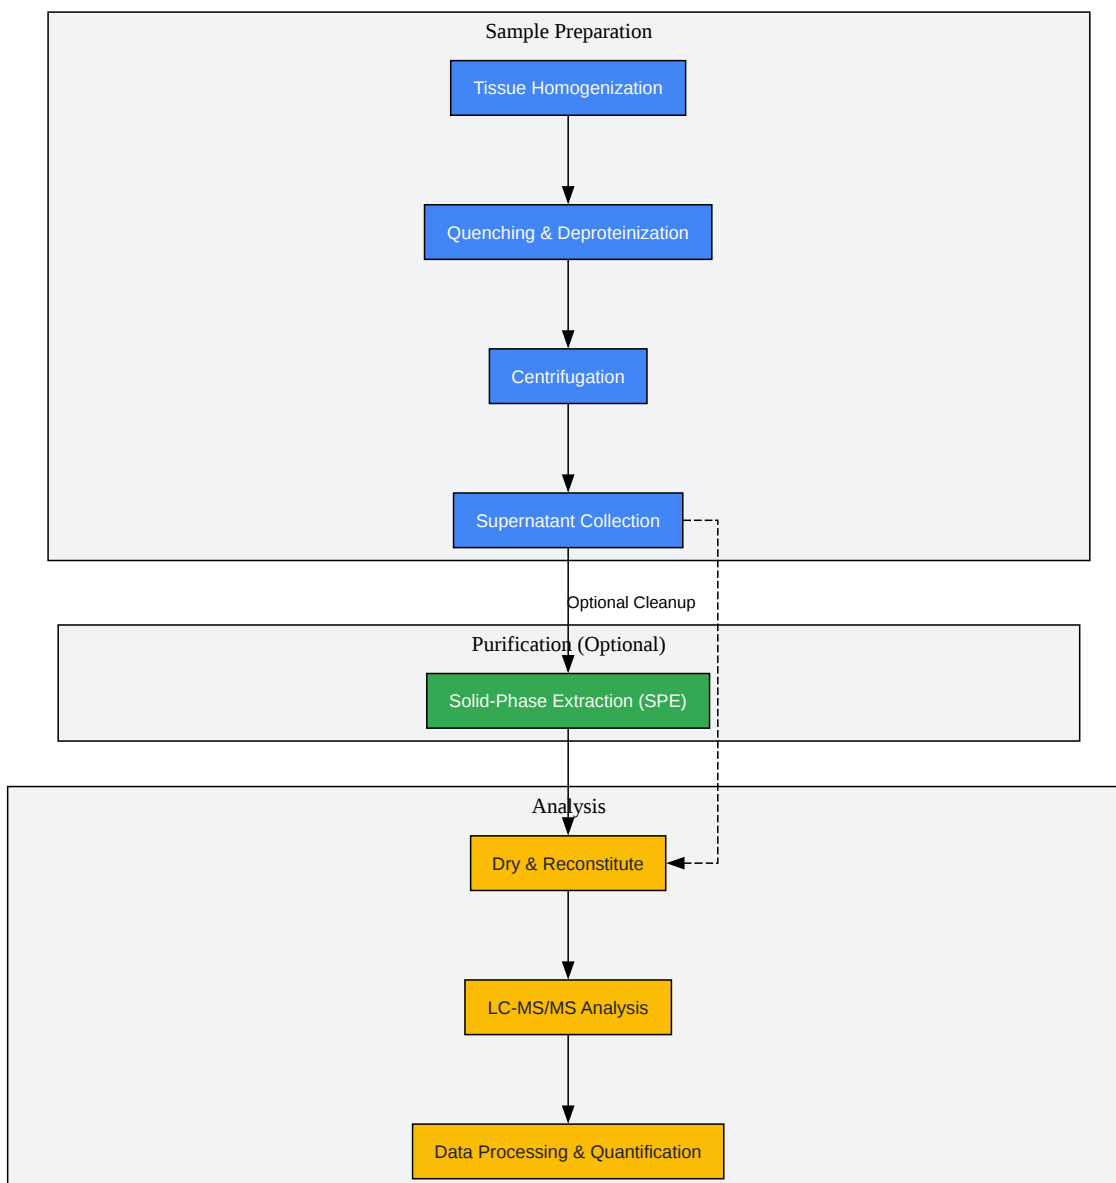 Sample Preparation
Tissue Homogenization
Quenching & Deproteinization
Centrifugation
Supernatant Collection
Optional Cleanup
Purification (Optional)
Solid-Phase Extraction (SPE)
Analysis
Dry & Reconstitute
LC-MS/MS Analysis
Data Processing & Quantification